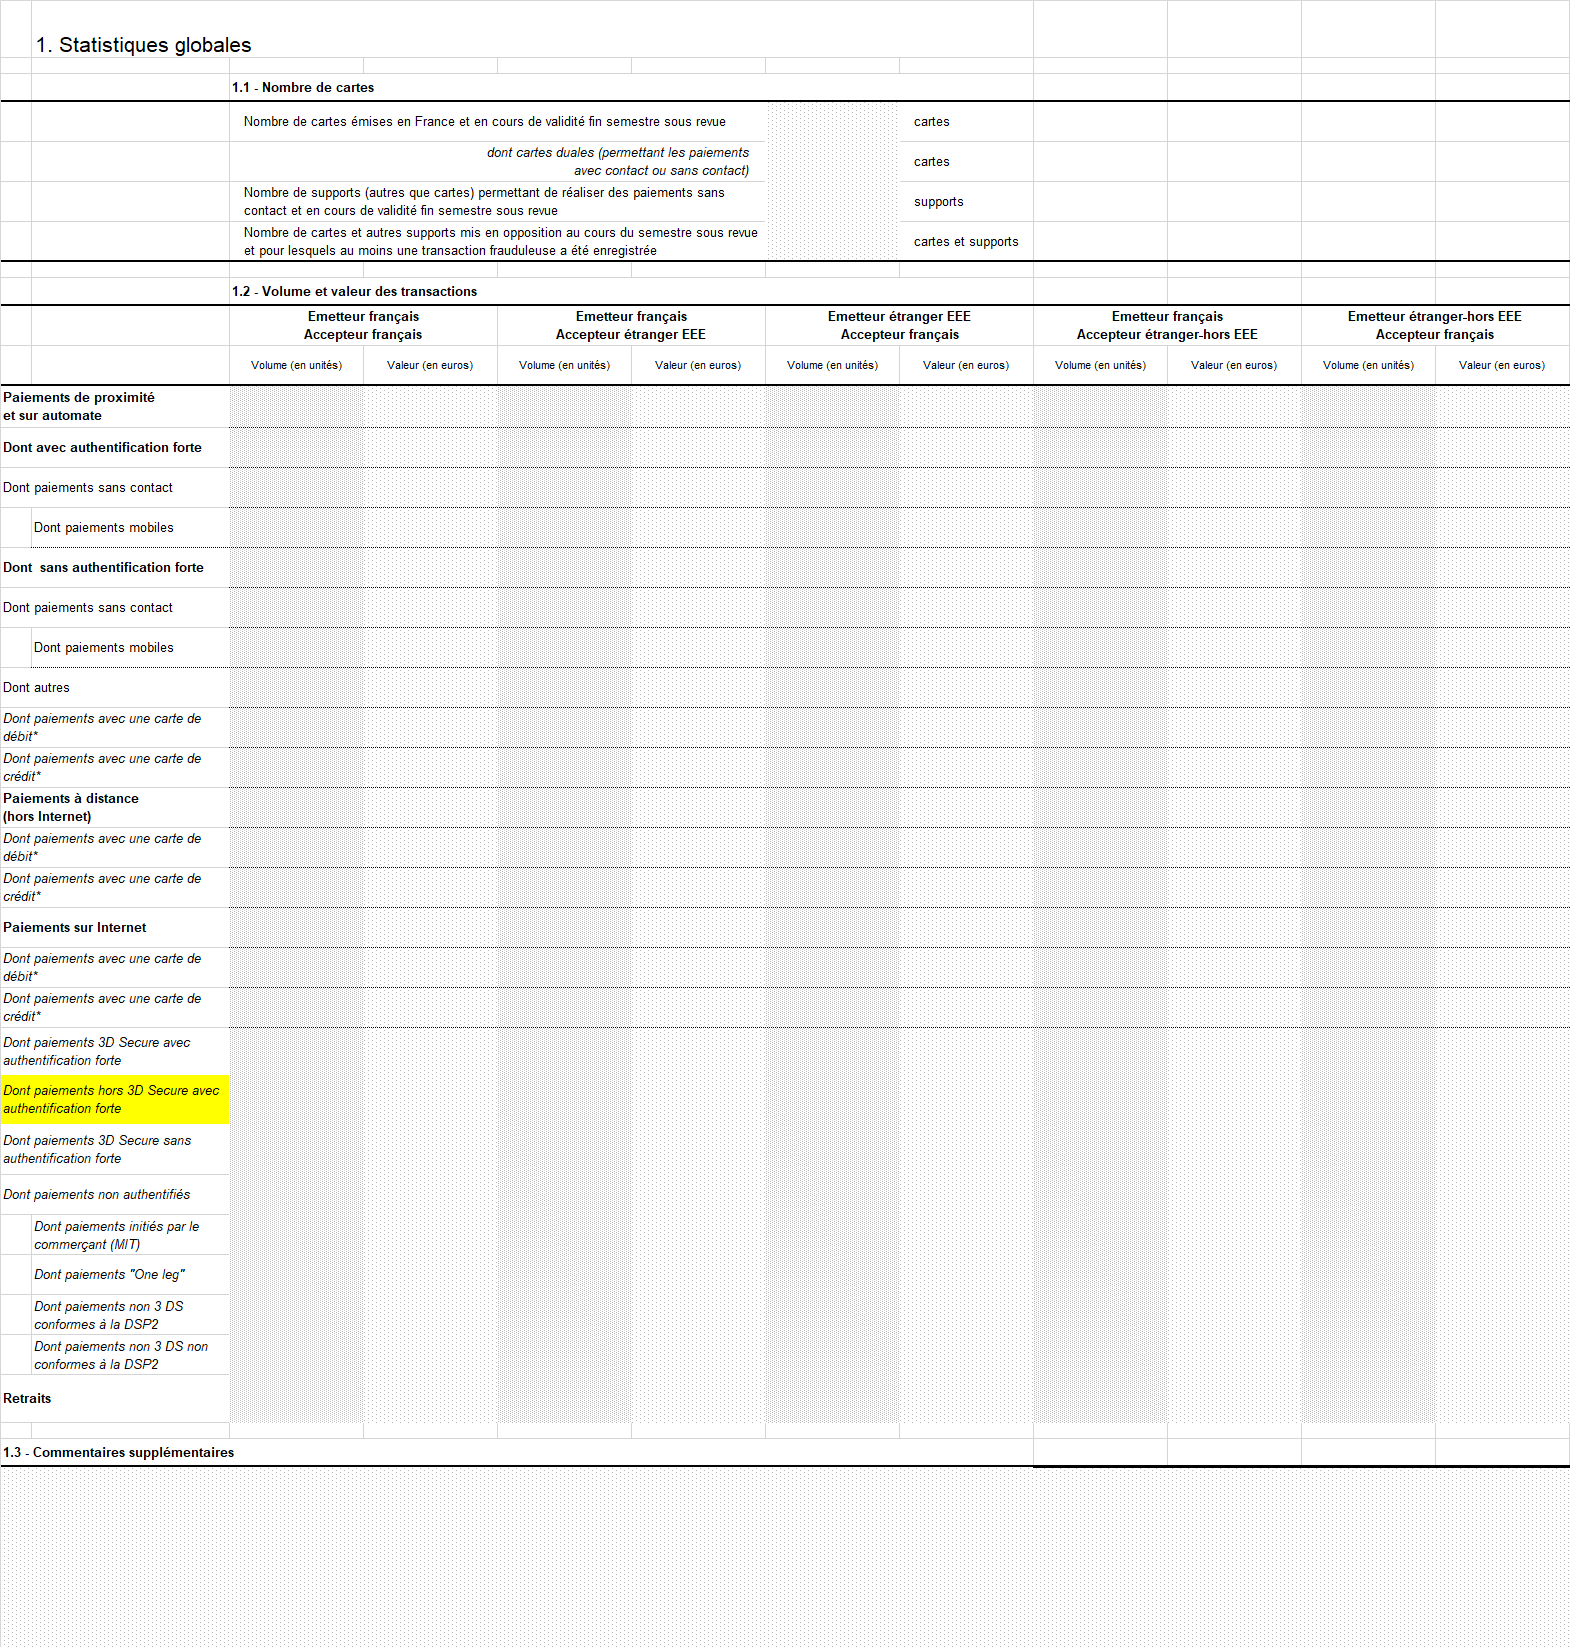 1. Statistiques globales
1.1 - Nombre de cartes
Nombre de cartes émises en France et en cours de validité fin semestre sous revue
cartes
dont cartes duales (permettant les paiements
avec contact ou sans contact)
cartes
Nombre de supports (autres que cartes) permettant de réaliser des paiements sans
contact et en cours de validité fin semestre sous revue
supports
Nombre de cartes et autres supports mis en opposition au cours du semestre sous revue
et pour lesquels au moins une transaction frauduleuse a été enregistrée
cartes et supports
1.2 - Volume et valeur des transactions
Emetteur français
Accepteur français
Emetteur français
Accepteur étranger EEE
Emetteur étranger EEE
Accepteur français
Emetteur français
Accepteur étranger-hors EEE
Emetteur étranger-hors EEE
Accepteur français
Volume (en unités) Valeur (en euros) Volume (en unités) Valeur (en euros) Volume (en unités) Valeur (en euros) Volume (en unités) Valeur (en euros) Volume (en unités) Valeur (en euros)
Paiements de proximité
et sur automate
Dont avec authentification forte
Dont paiements sans contact
Dont paiements mobiles
Dont  sans authentification forte
Dont paiements sans contact
Dont paiements mobiles
Dont autres
Dont paiements avec une carte de
débit*
Dont paiements avec une carte de
crédit*
Paiements à distance
(hors Internet)
Dont paiements avec une carte de
débit*
Dont paiements avec une carte de
crédit*
Paiements sur Internet
Dont paiements avec une carte de
débit*
Dont paiements avec une carte de
crédit*
Dont paiements 3D Secure avec
authentification forte
Dont paiements hors 3D Secure avec
authentification forte
Dont paiements 3D Secure sans
authentification forte
Dont paiements non authentifiés
Dont paiements initiés par le
commerçant (MIT)
Dont paiements "One leg"
Dont paiements non 3 DS
conformes à la DSP2
Dont paiements non 3 DS non
conformes à la DSP2
Retraits
1.3 - Commentaires supplémentaires